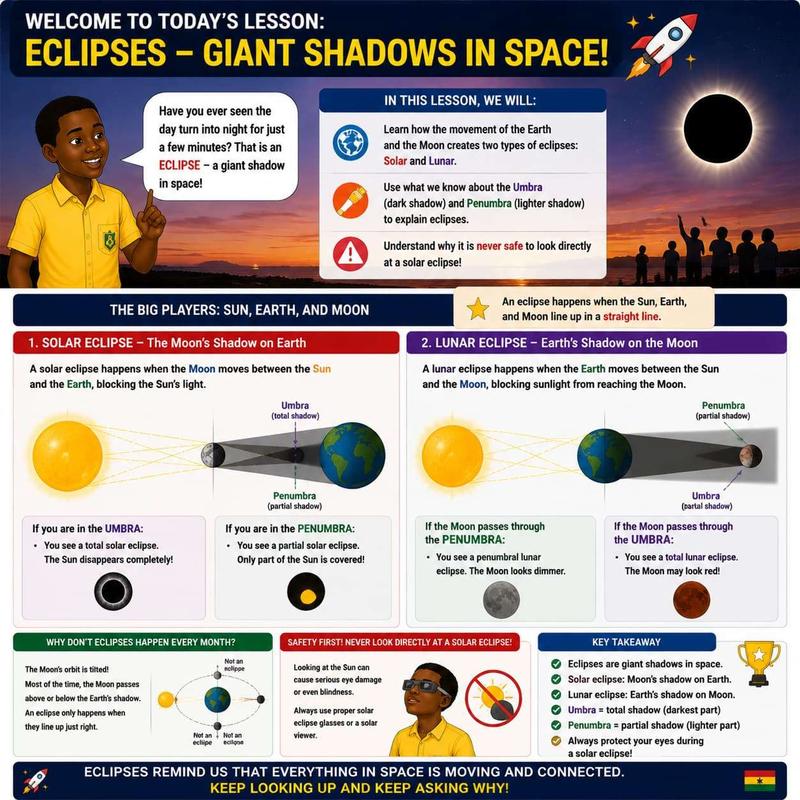 WELCOME TO TODAY'S LESSON:
ECLIPSES – GIANT SHADOWS IN SPACE!
Have you ever seen the
day turn into night for just
a few minutes? That is an
ECLIPSE – a giant shadow
in space!
IN THIS LESSON, WE WILL:
Learn how the movement of the Earth
and the Moon creates two types of eclipses:
Solar and Lunar.
Use what we know about the Umbra
(dark shadow) and Penumbra (lighter shadow)
to explain eclipses.
Understand why it is never safe to look directly
at a solar eclipse!
THE BIG PLAYERS: SUN, EARTH, AND MOON
An eclipse happens when the Sun, Earth,
and Moon line up in a straight line.
1. SOLAR ECLIPSE – The Moon's Shadow on Earth
A solar eclipse happens when the Moon moves between the Sun
and the Earth, blocking the Sun's light.
Umbra
(total shadow)
Penumbra
(partial shadow)
If you are in the UMBRA:
• You see a total solar eclipse.
The Sun disappears completely!
If you are in the PENUMBRA:
• You see a partial solar eclipse.
Only part of the Sun is covered!
2. LUNAR ECLIPSE – Earth's Shadow on the Moon
A lunar eclipse happens when the Earth moves between the Sun
and the Moon, blocking sunlight from reaching the Moon.
Penumbra
(partial shadow)
Umbra
(partal shadow)
If the Moon passes through
the PENUMBRA:
• You see a penumbral lunar
eclipse. The Moon looks dimmer.
If the Moon passes through
the UMBRA:
• You see a total lunar eclipse.
The Moon may look red!
WHY DON'T ECLIPSES HAPPEN EVERY MONTH?
The Moon's orbit is tilted!
Most of the time, the Moon passes
above or below the Earth's shadow.
An eclipse only happens when
they line up just right.
Not an
Not an
Not an
SAFETY FIRST! NEVER LOOK DIRECTLY AT A SOLAR ECLIPSE!
Looking at the Sun can
cause serious eye damage
or even blindness.
Always use proper solar
eclipse glasses or a solar
viewer.
KEY TAKEAWAY
Eclipses are giant shadows in space.
Solar eclipse: Moon's shadow on Earth.
Lunar eclipse: Earth's shadow on Moon.
Umbra = total shadow (darkest part)
Penumbra = partial shadow (lighter part)
Always protect your eyes during
a solar eclipse!
ECLIPSES REMIND US THAT EVERYTHING IN SPACE IS MOVING AND CONNECTED.
KEEP LOOKING UP AND KEEP ASKING WHY!